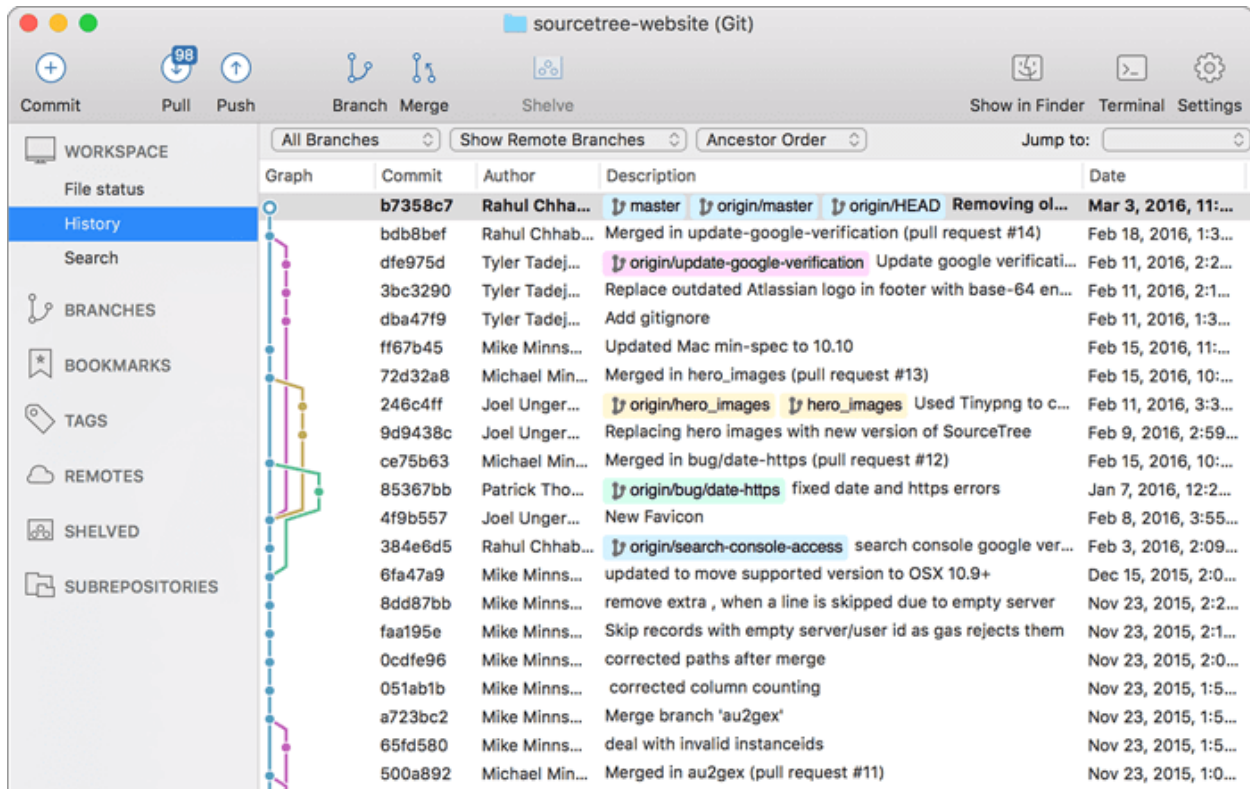 sourcetree-website (Git)
98
Commit Pull Push Branch Merge Shelve Show in Finder Terminal Settings
All Branches Show Remote Branches Ancestor Order Jump to:
WORKSPACE
File status
History
Search
BRANCHES
BOOKMARKS
TAGS
REMOTES
SHELVED
SUBREPOSITORIES
Graph Commit Author Description Date
b7358c7 Rahul Chha... master origin/master origin/HEAD Removing ol... Mar 3, 2016, 11:...
bdb8bef Rahul Chhab... Merged in update-google-verification (pull request #14) Feb 18, 2016, 1:3...
dfe975d Tyler Tadej... origin/update-google-verification Update google verificati... Feb 11, 2016, 2:2...
3bc3290 Tyler Tadej... Replace outdated Atlassian logo in footer with base-64 en... Feb 11, 2016, 2:1...
dba47f9 Tyler Tadej... Add gitignore Feb 11, 2016, 1:3...
ff67b45 Mike Minns... Updated Mac min-spec to 10.10 Feb 15, 2016, 11:...
72d32a8 Michael Min... Merged in hero_images (pull request #13) Feb 15, 2016, 10:...
246c4ff Joel Unger... origin/hero_images hero_images Used Tinypng to c... Feb 11, 2016, 3:3...
9d9438c Joel Unger... Replacing hero images with new version of SourceTree Feb 9, 2016, 2:59...
ce75b63 Michael Min... Merged in bug/date-https (pull request #12) Feb 15, 2016, 10:...
85367bb Patrick Tho... origin/bug/date-https fixed date and https errors Jan 7, 2016, 12:2...
4f9b557 Joel Unger... New Favicon Feb 8, 2016, 3:55...
384e6d5 Rahul Chhab... origin/search-console-access search console google ver... Feb 3, 2016, 2:09...
6fa47a9 Mike Minns... updated to move supported version to OSX 10.9+ Dec 15, 2015, 2:0...
8dd87bb Mike Minns... remove extra , when a line is skipped due to empty server Nov 23, 2015, 2:2...
faa195e Mike Minns... Skip records with empty server/user id as gas rejects them Nov 23, 2015, 2:1...
0cdfe96 Mike Minns... corrected paths after merge Nov 23, 2015, 2:0...
051ab1b Mike Minns... corrected column counting Nov 23, 2015, 1:5...
a723bc2 Mike Minns... Merge branch 'au2gex' Nov 23, 2015, 1:5...
65fd580 Mike Minns... deal with invalid instanceids Nov 23, 2015, 1:5...
500a892 Michael Min... Merged in au2gex (pull request #11) Nov 23, 2015, 1:0...